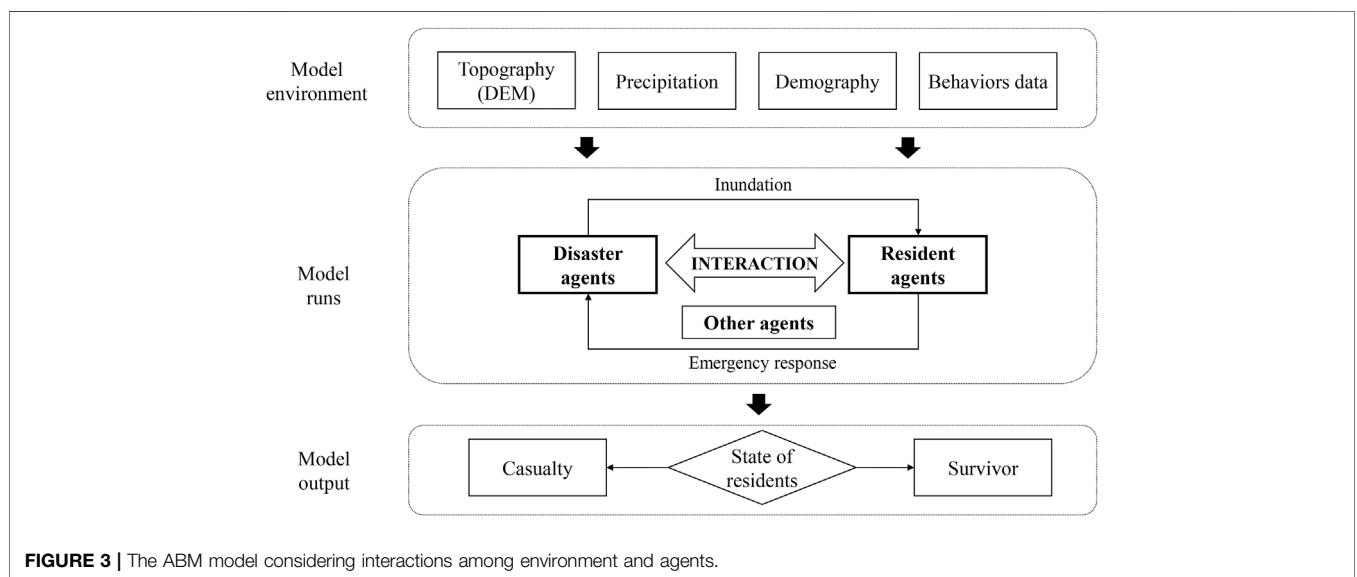 Model
environment
Topography
(DEM)
Precipitation
Demography
Behaviors data
Model
runs
Inundation
Disaster
agents
INTERACTION
Resident
agents
Other agents
Emergency response
Model
output
Casualty
State of
residents
Survivor
FIGURE 3 | The ABM model considering interactions among environment and agents.